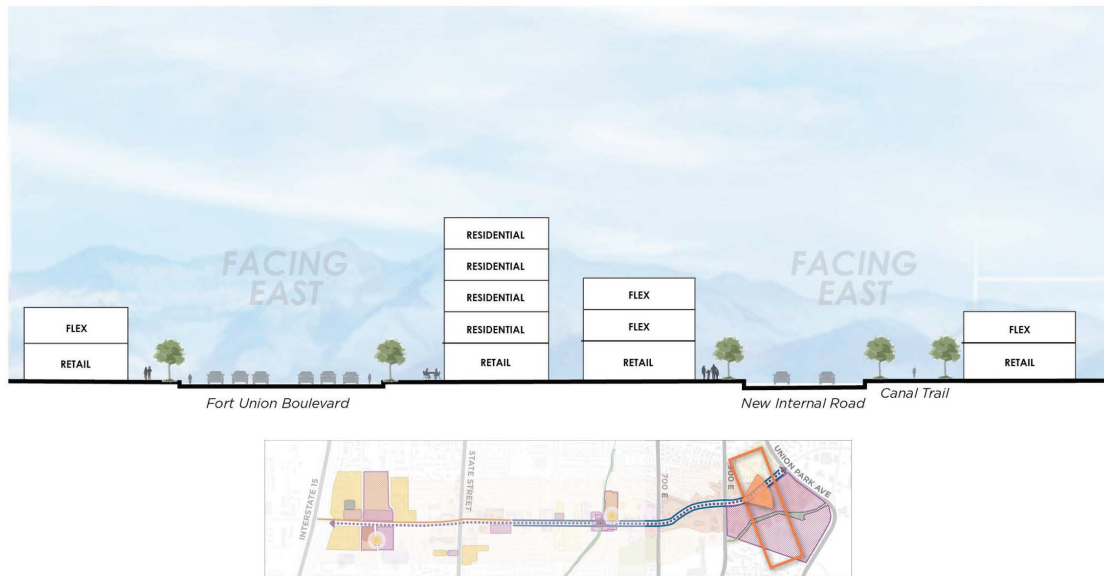 RESIDENTIAL
RESIDENTIAL
RESIDENTIAL
RESIDENTIAL
RETAIL
FACING
EAST
FACING
EAST
FLEX
RETAIL
FLEX
FLEX
RETAIL
FLEX
RETAIL
Fort Union Boulevard
New Internal Road
Canal Trail
INTERSTATE 15
STATE STREET
700 E
900 E
UNION PARK AVE